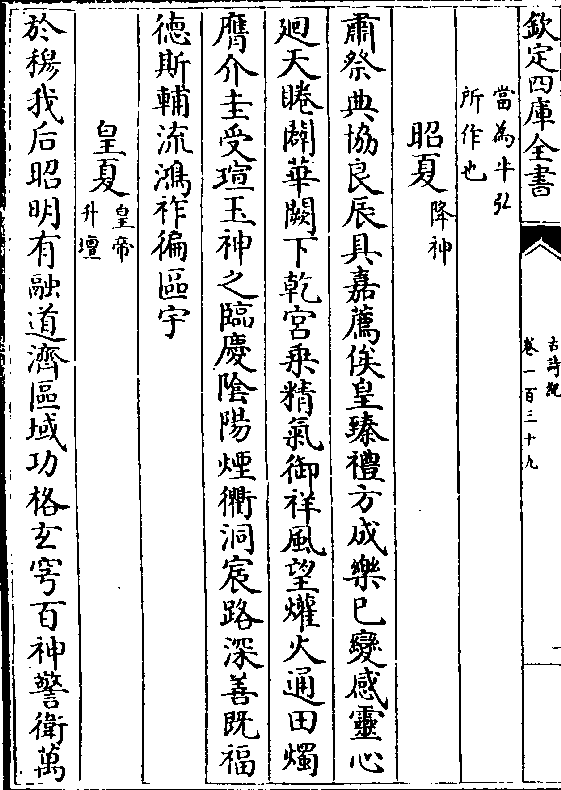 欽定四庫全書
古詩紀
卷一百三十九
當為牛弘
所作也
昭夏降神
肅祭典協良辰具嘉薦俟皇臻禮方成樂已變感靈心
廻天睠闢華闕下乾宮乘精氣御祥風望爟火通田燭
膺介圭受瑄玉神之臨慶陰陽煙衢洞宸路深善既福
德斯輔流鴻祚徧區宇
皇夏皇帝
升壇
於穆我后昭明有融道濟區域功格玄穹百神警衛萬